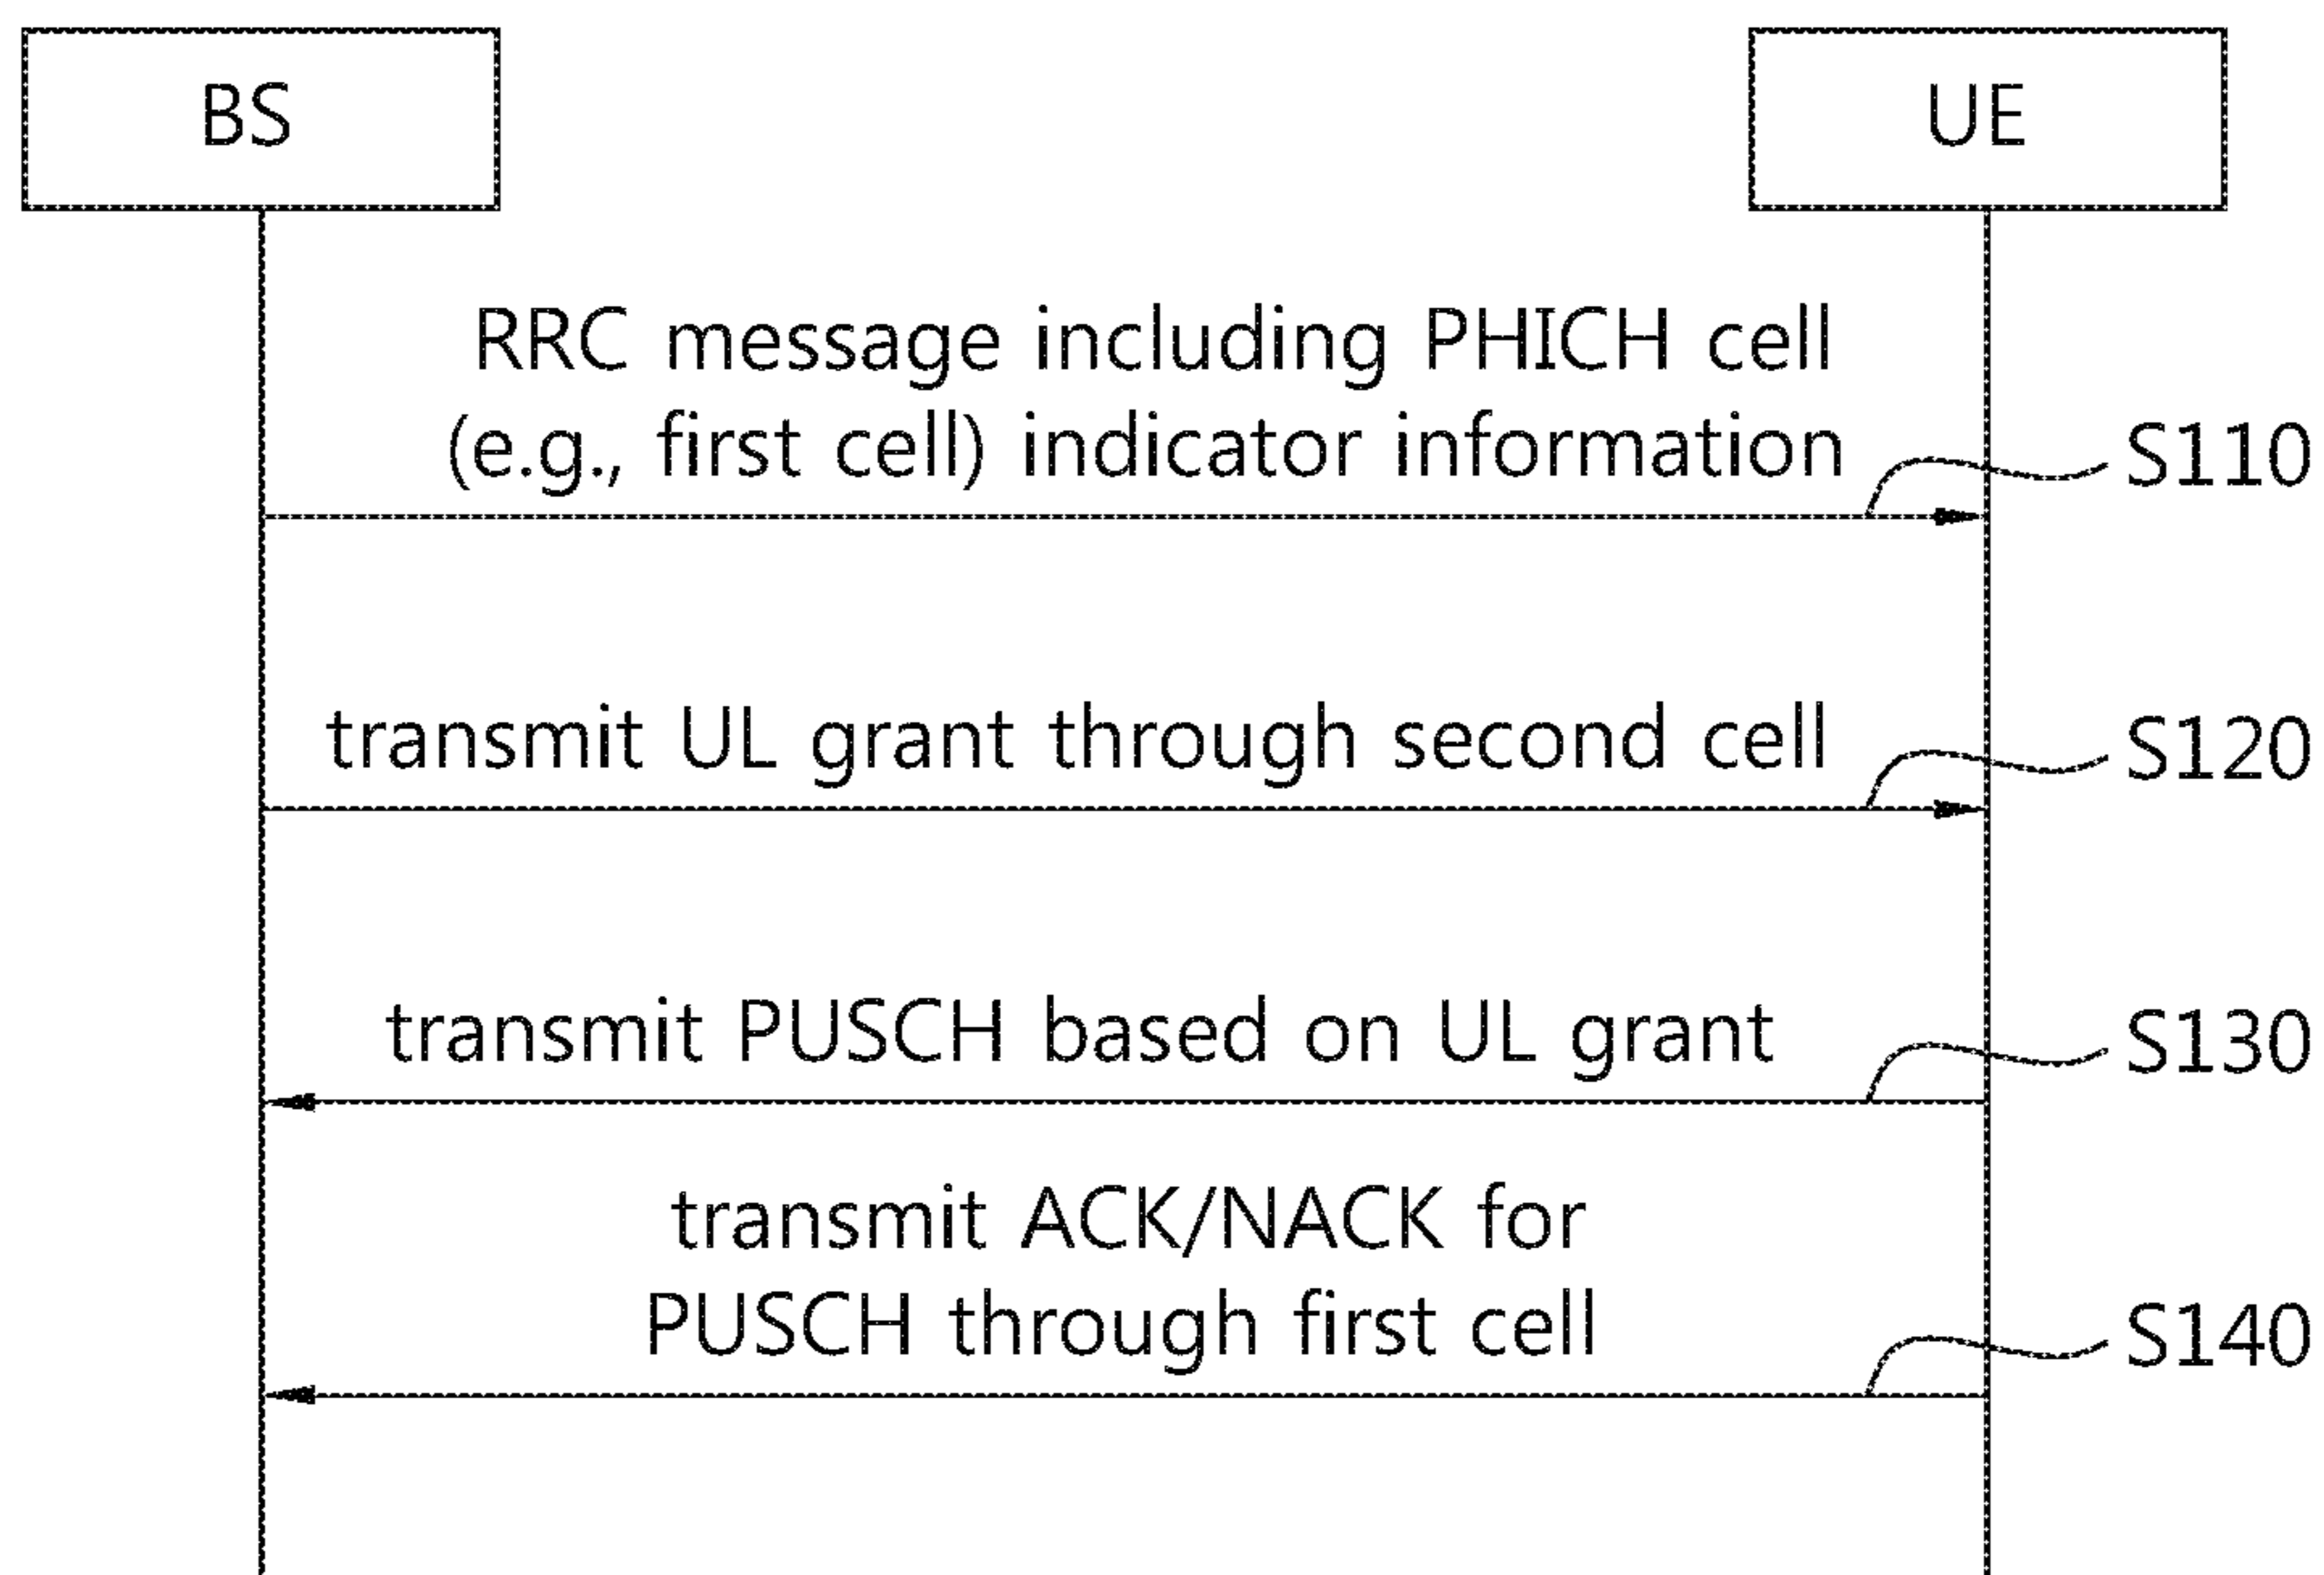 BS
UE
RRC message including PHICH cell
(e.g., first cell) indicator information
S110
transmit UL grant through second cell
S120
transmit PUSCH based on UL grant
S130
transmit ACK/NACK for
PUSCH through first cell
S140